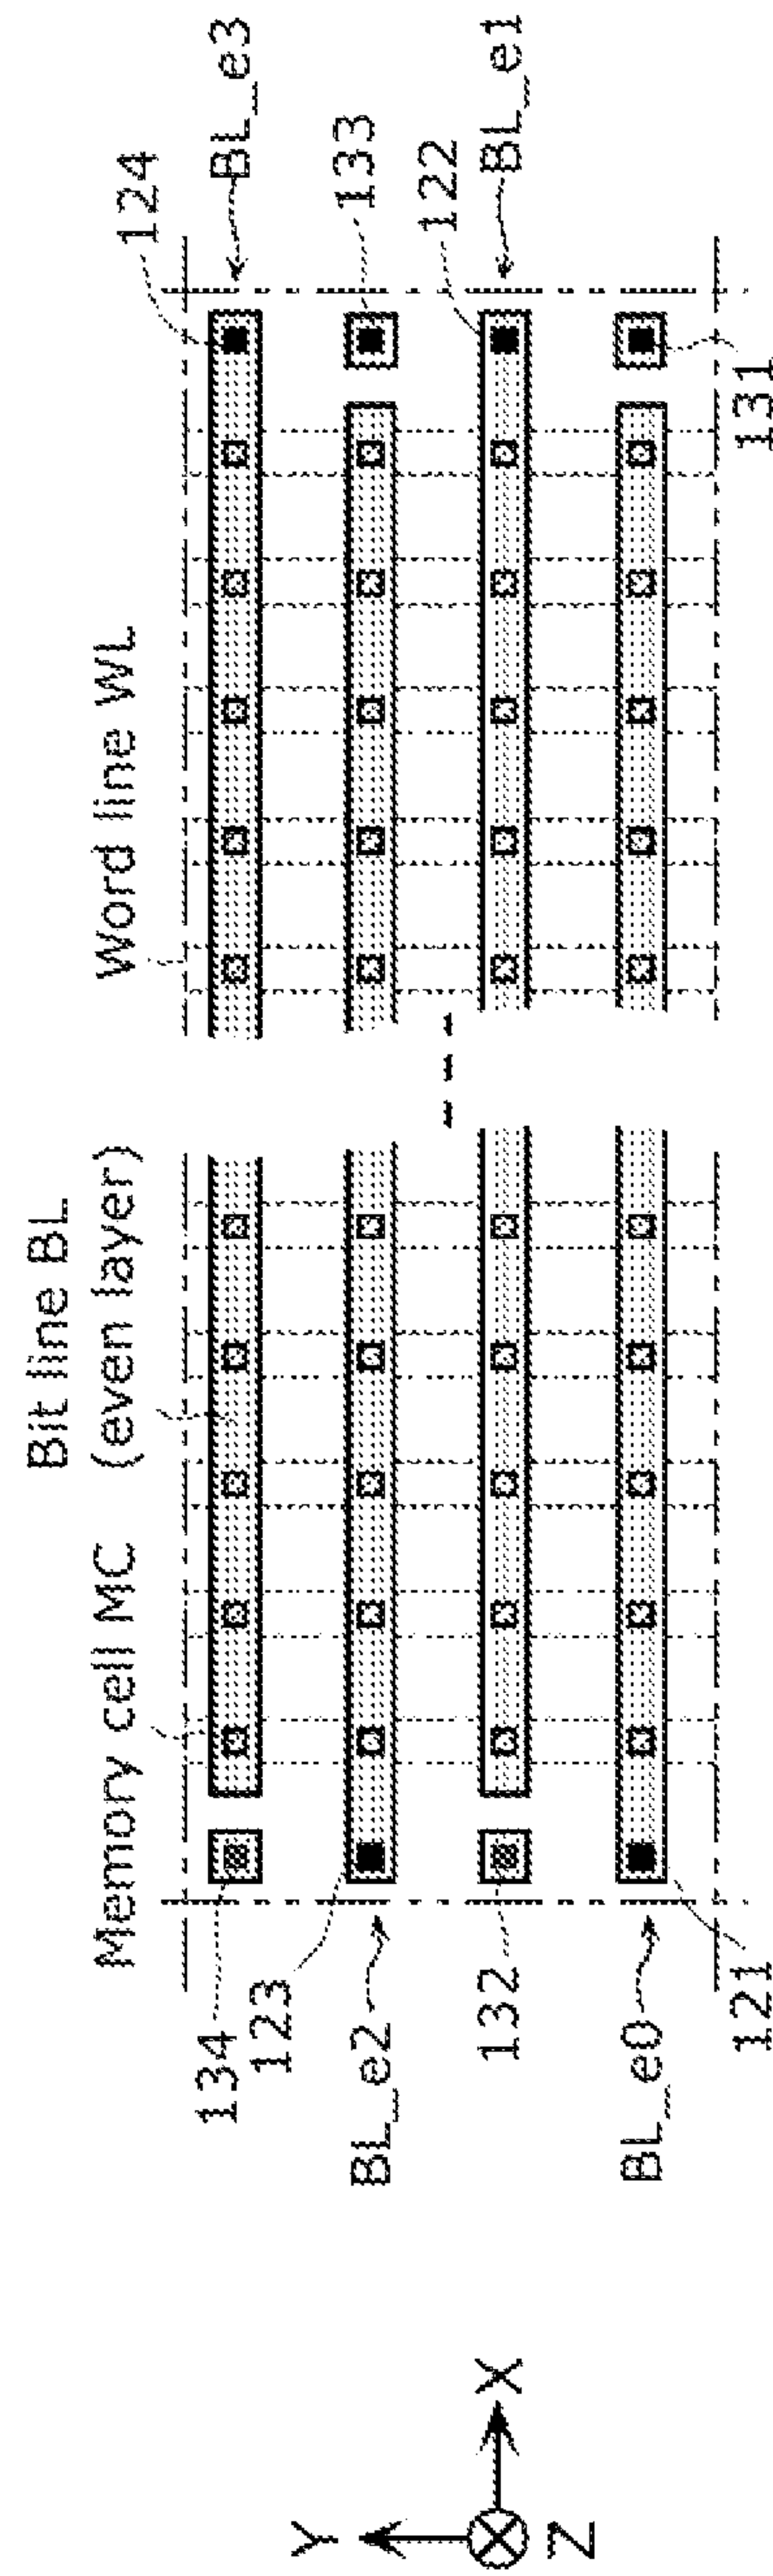 Bit line BL
Memory cell MC
(even layer)
Word line WL
124
BL_e3
133
122
BL_e1
131
134
123
BL_e2
132
BL_e0
121
Y
X
Z